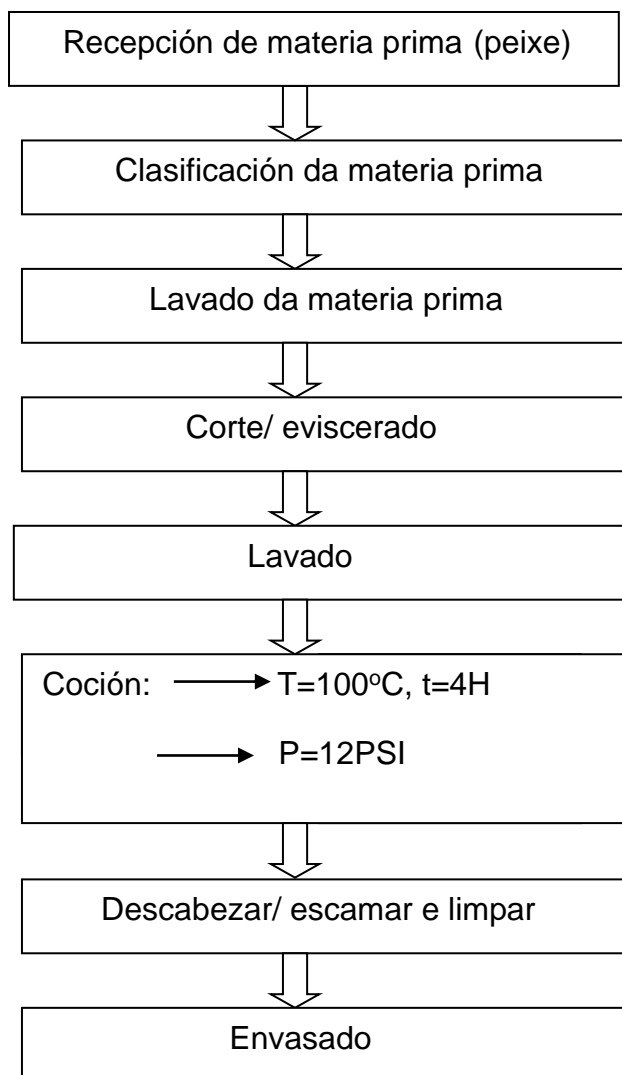 Recepción de materia prima (peixe)
Clasificación da materia prima
Lavado da materia prima
Corte/ eviscerado
Lavado
Coción: T=100ºC, t=4H
P=12PSI
Descabezar/ escamar e limpar
Envasado